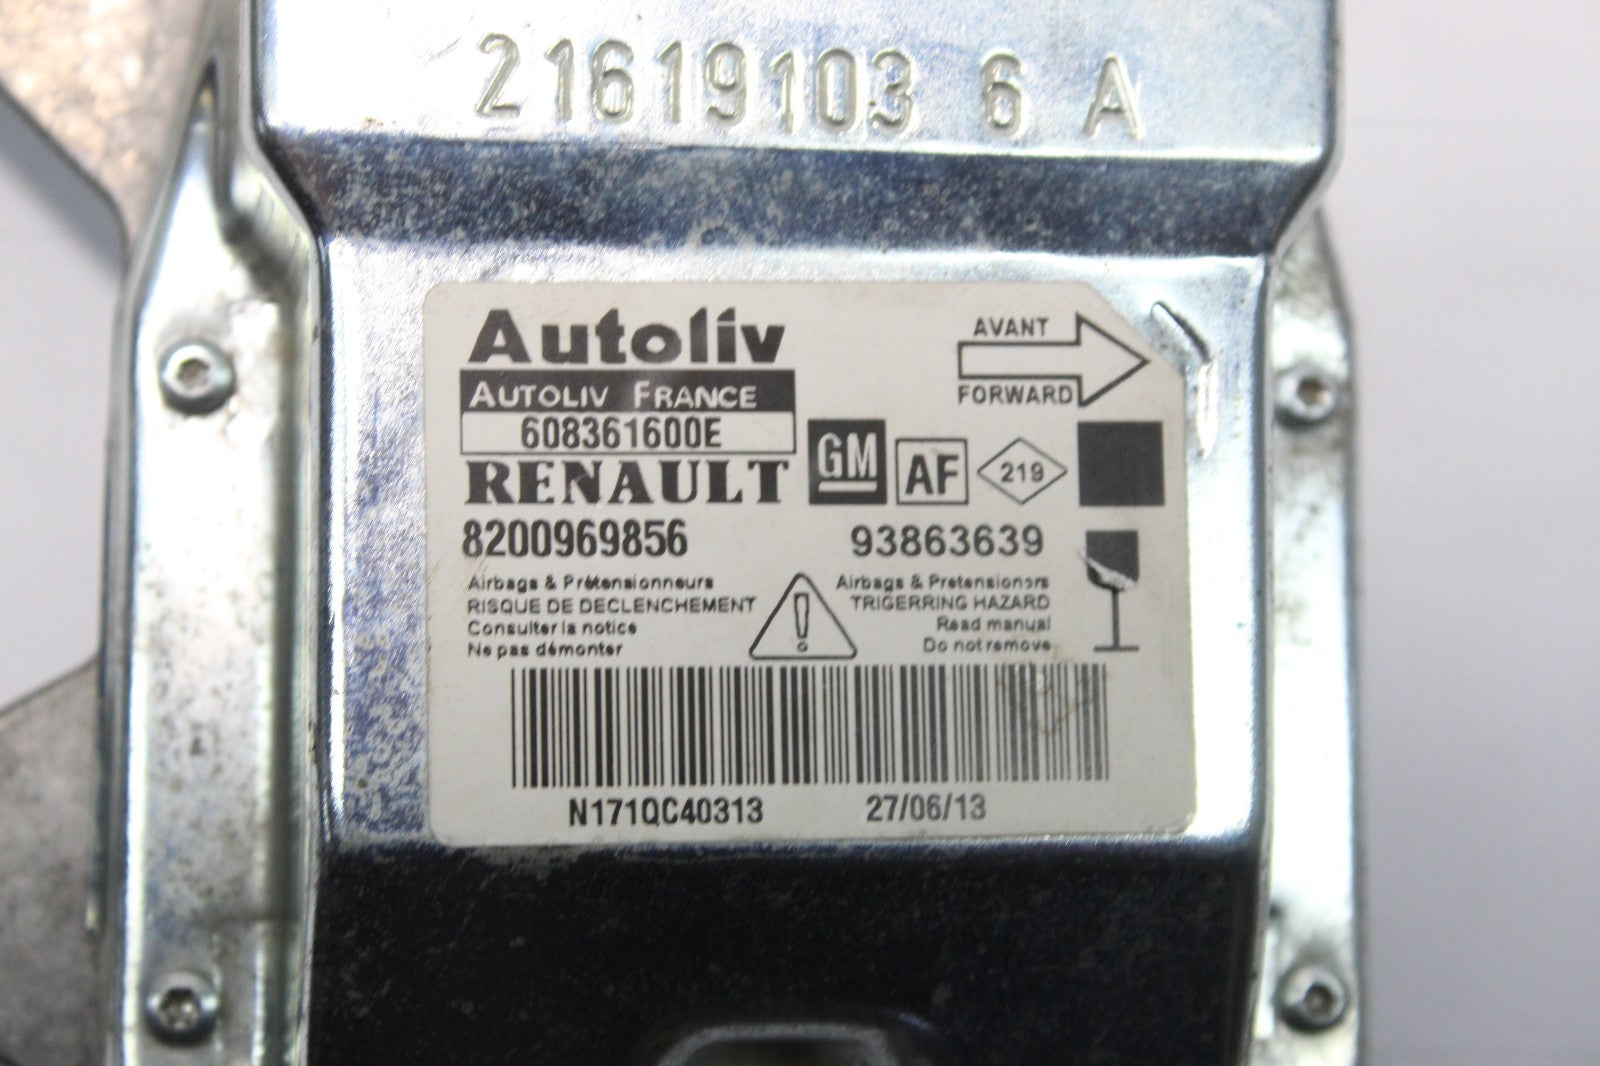 21619103 6 A
Autoliv
AUTOLIV FRANCE
608361600E
RENAULT
8200969856
AVANT
FORWARD
GM
AF
219
93863639
Airbags & Prétensionneurs
RISQUE DE DECLENCHEMENT
Consulter la notice
Ne pas démonter
!
Airbags & Pretensioners
TRIGERRING HAZARD
Read manual
Do not remove
N171QC40313
27/06/13